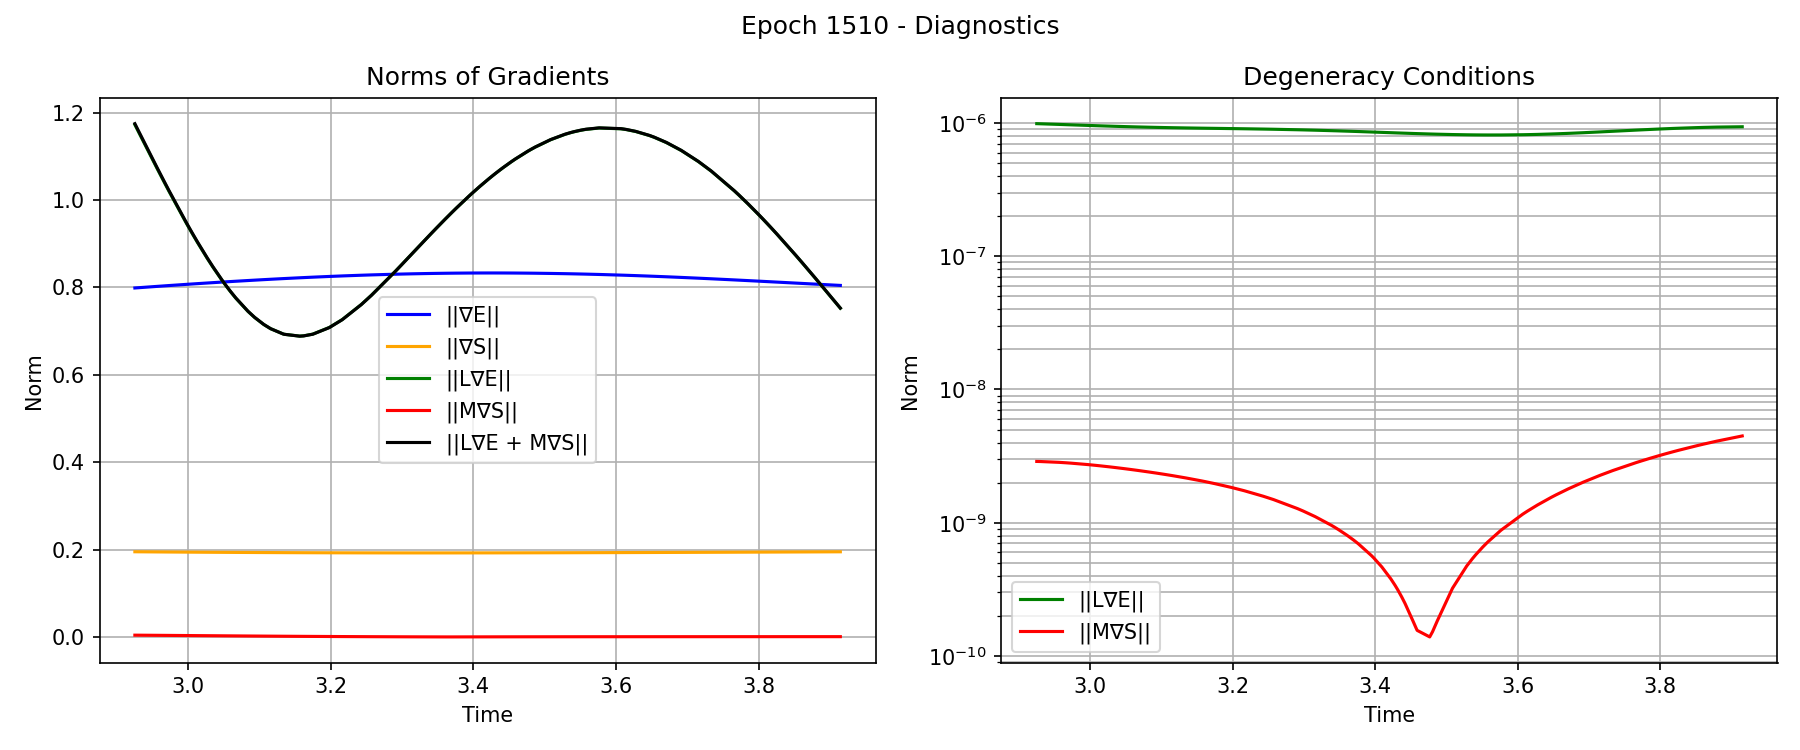 Epoch 1510 - Diagnostics
Norms of Gradients
1.2
1.0
0.8
0.6
0.4
0.2
0.0
Norm
3.0 3.2 3.4 3.6 3.8
Time
||∇E||
||∇S||
||L∇E||
||M∇S||
||L∇E + M∇S||
Degeneracy Conditions
10⁻⁶
10⁻⁷
10⁻⁸
10⁻⁹
10⁻¹⁰
Norm
3.0 3.2 3.4 3.6 3.8
Time
||L∇E||
||M∇S||